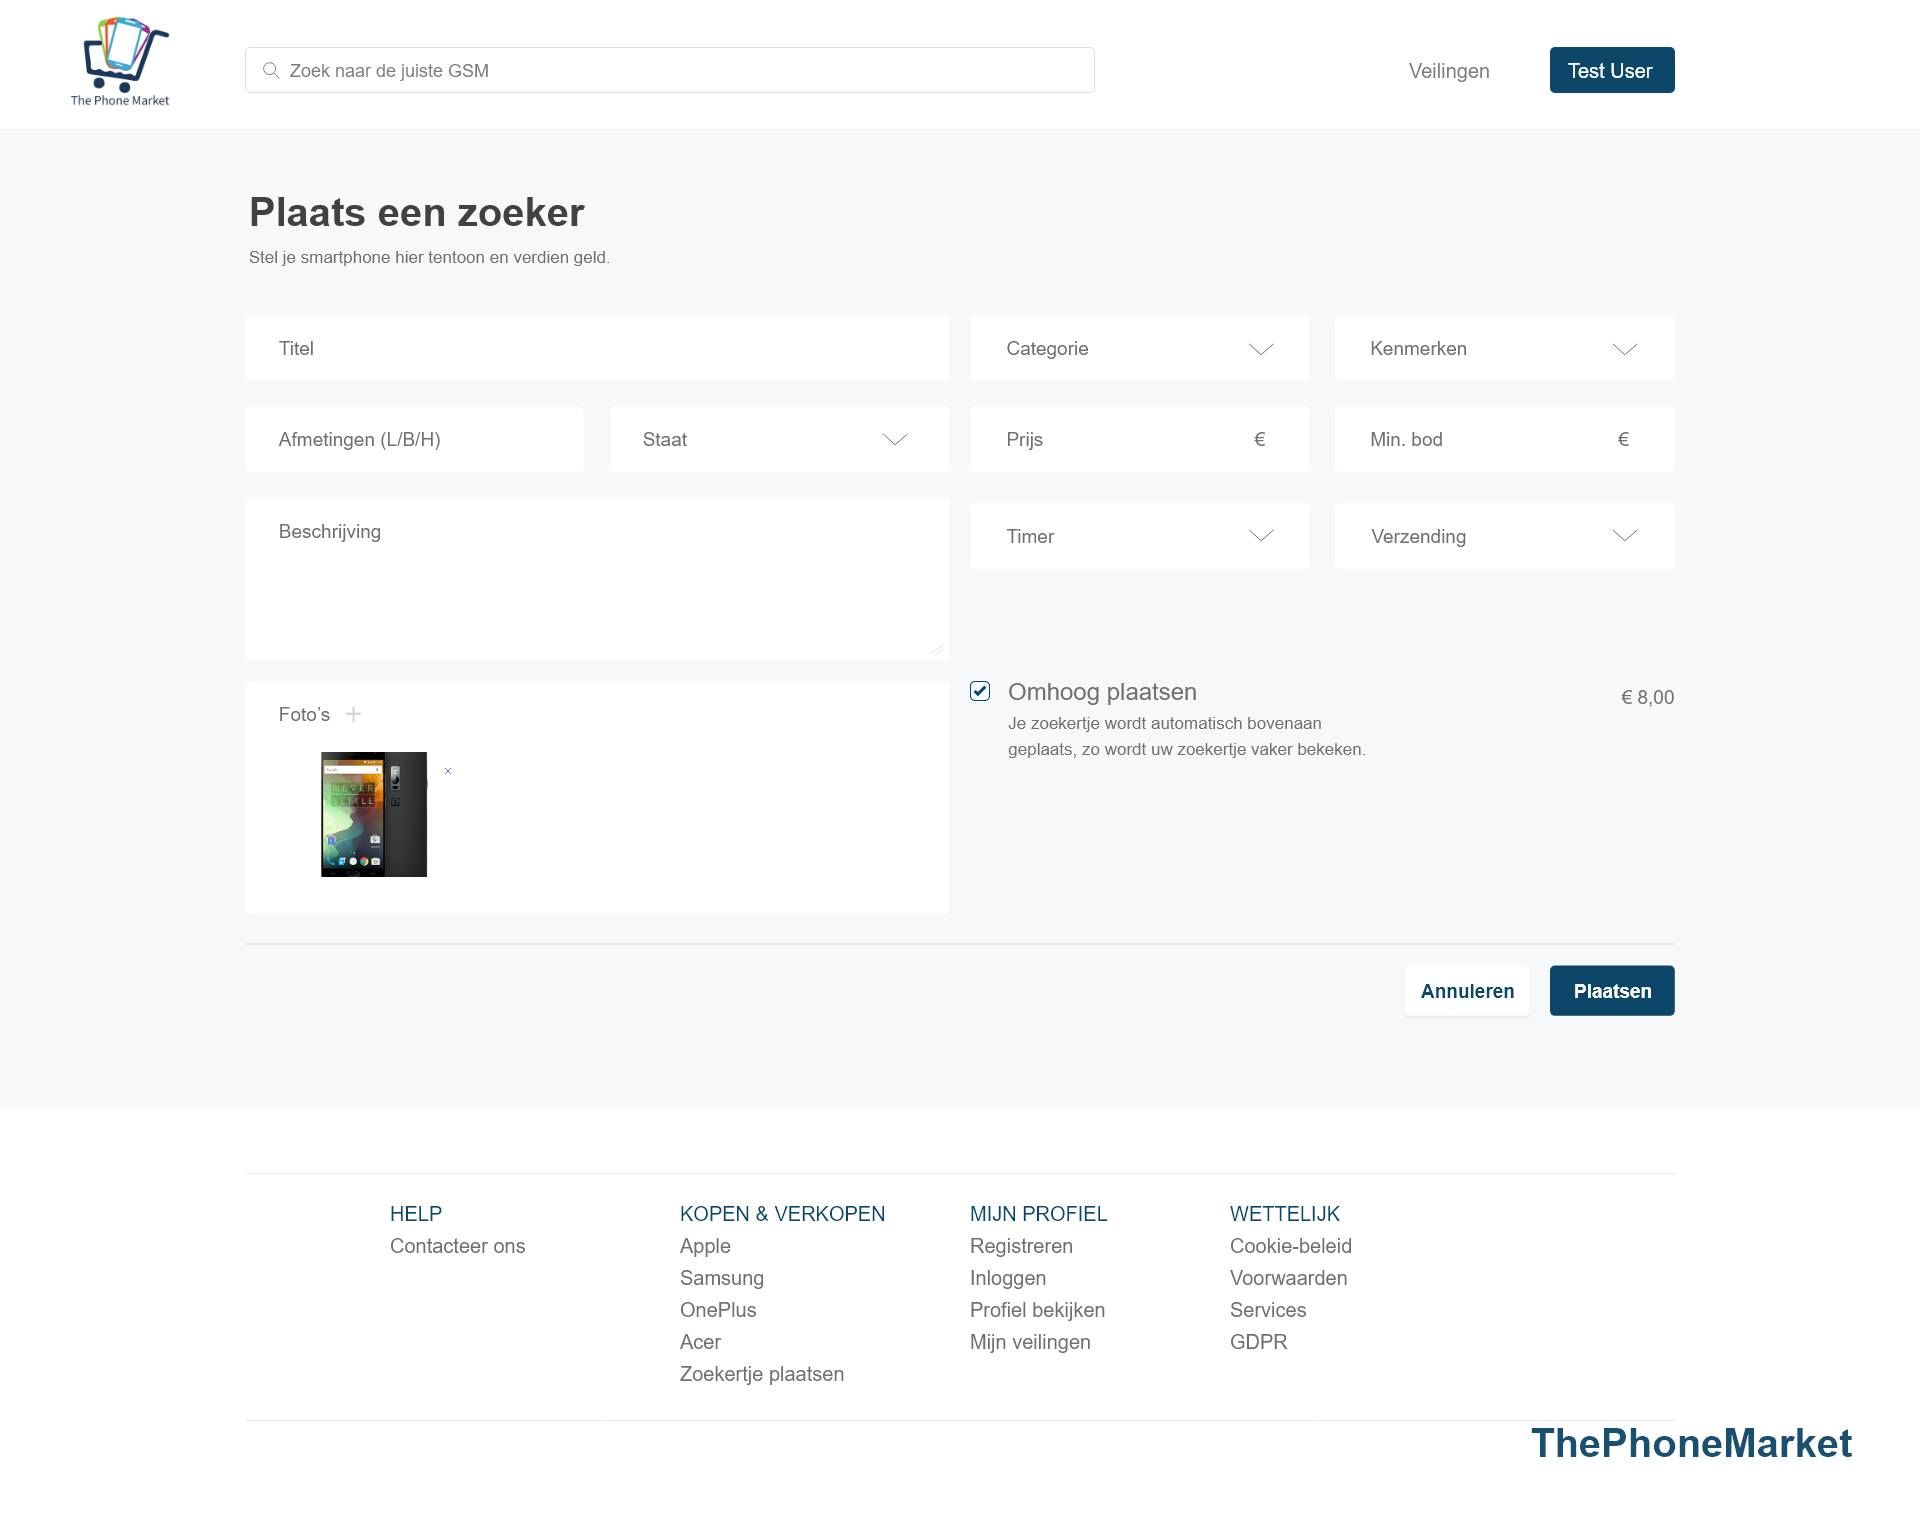 The Phone Market
Zoek naar de juiste GSM
Veilingen
Test User
Plaats een zoeker
Stel je smartphone hier tentoon en verdien geld.
Titel
Categorie
Kenmerken
Afmetingen (L/B/H)
Staat
Prijs €
Min. bod €
Beschrijving
Timer
Verzending
Foto’s +
NEVER
SETTLE
Omhoog plaatsen
€ 8,00
Je zoekertje wordt automatisch bovenaan
geplaats, zo wordt uw zoekertje vaker bekeken.
Annuleren
Plaatsen
HELP
Contacteer ons
KOPEN & VERKOPEN
Apple
Samsung
OnePlus
Acer
Zoekertje plaatsen
MIJN PROFIEL
Registreren
Inloggen
Profiel bekijken
Mijn veilingen
WETTELIJK
Cookie-beleid
Voorwaarden
Services
GDPR
ThePhoneMarket